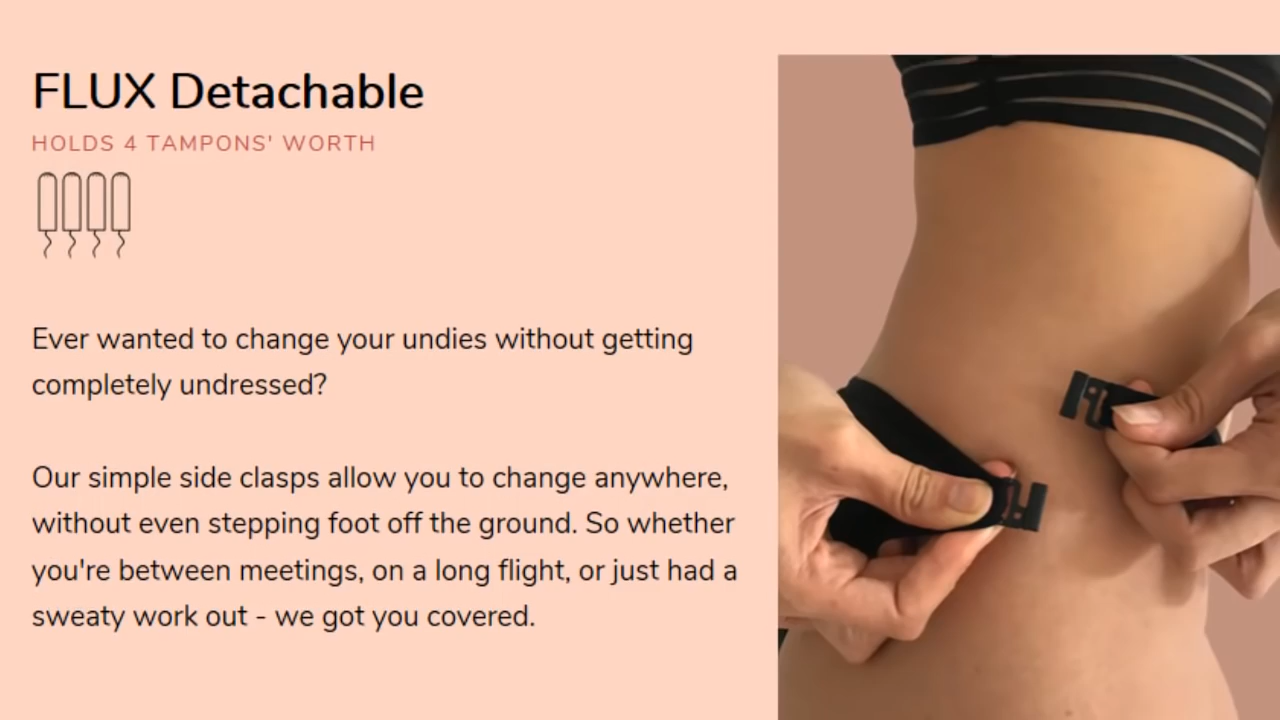 FLUX Detachable
HOLDS 4 TAMPONS' WORTH
Ever wanted to change your undies without getting
completely undressed?
Our simple side clasps allow you to change anywhere,
without even stepping foot off the ground. So whether
you're between meetings, on a long flight, or just had a
sweaty work out - we got you covered.